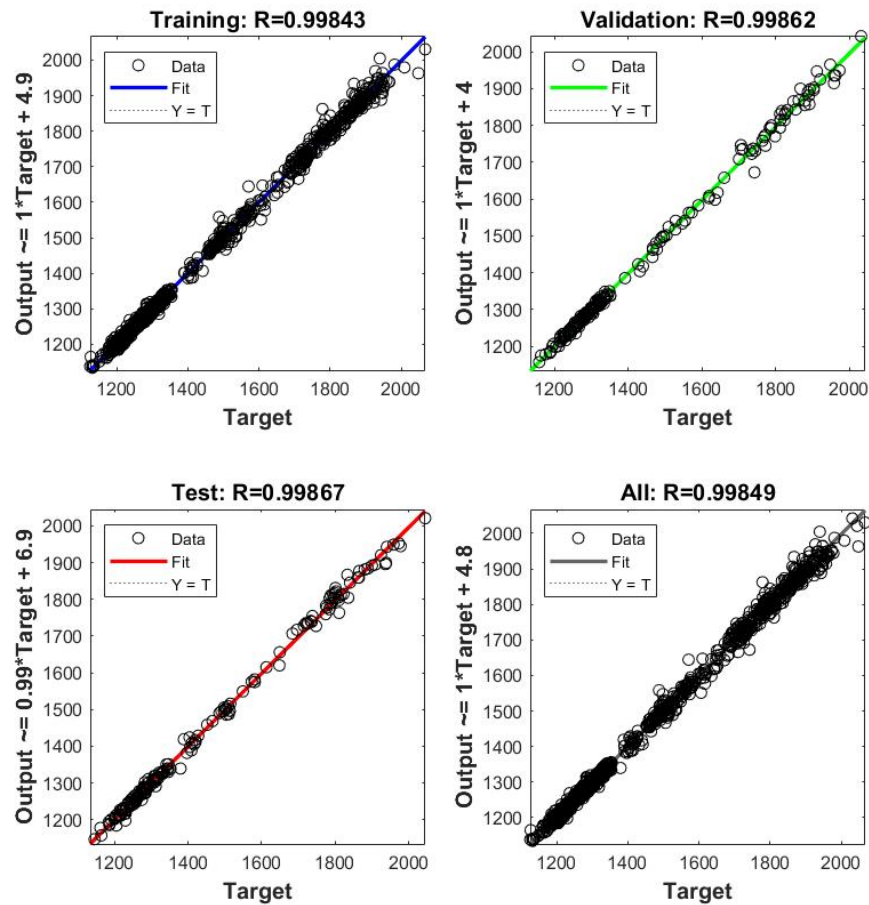 Training: R=0.99843
Output ~= 1*Target + 4.9
2000
1900
1800
1700
1600
1500
1400
1300
1200
Data
Fit
Y = T
1200 1400 1600 1800 2000
Target
Validation: R=0.99862
Output ~= 1*Target + 4
2000
1900
1800
1700
1600
1500
1400
1300
1200
Data
Fit
Y = T
1200 1400 1600 1800 2000
Target
Test: R=0.99867
Output ~= 0.99*Target + 6.9
2000
1900
1800
1700
1600
1500
1400
1300
1200
Data
Fit
Y = T
1200 1400 1600 1800 2000
Target
All: R=0.99849
Output ~= 1*Target + 4.8
2000
1900
1800
1700
1600
1500
1400
1300
1200
Data
Fit
Y = T
1200 1400 1600 1800 2000
Target